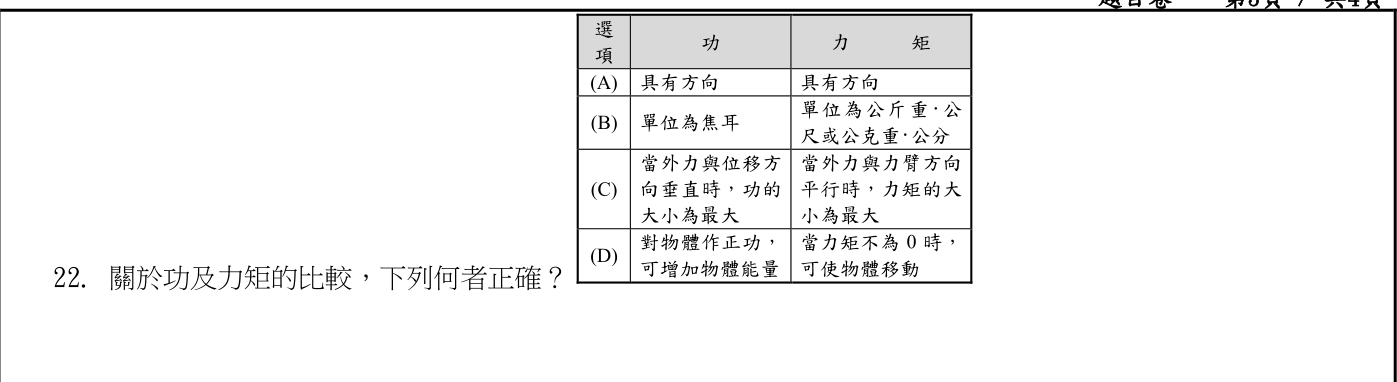 選項 功 力 矩
(A) 具有方向 具有方向
(B) 單位為焦耳 單位為公斤重·公尺或公克重·公分
(C) 當外力與位移方向垂直時，功的大小為最大 當外力與力臂方向平行時，力矩的大小為最大
(D) 對物體作正功，可增加物體能量 當力矩不為 0 時，可使物體移動
22. 關於功及力矩的比較，下列何者正確？